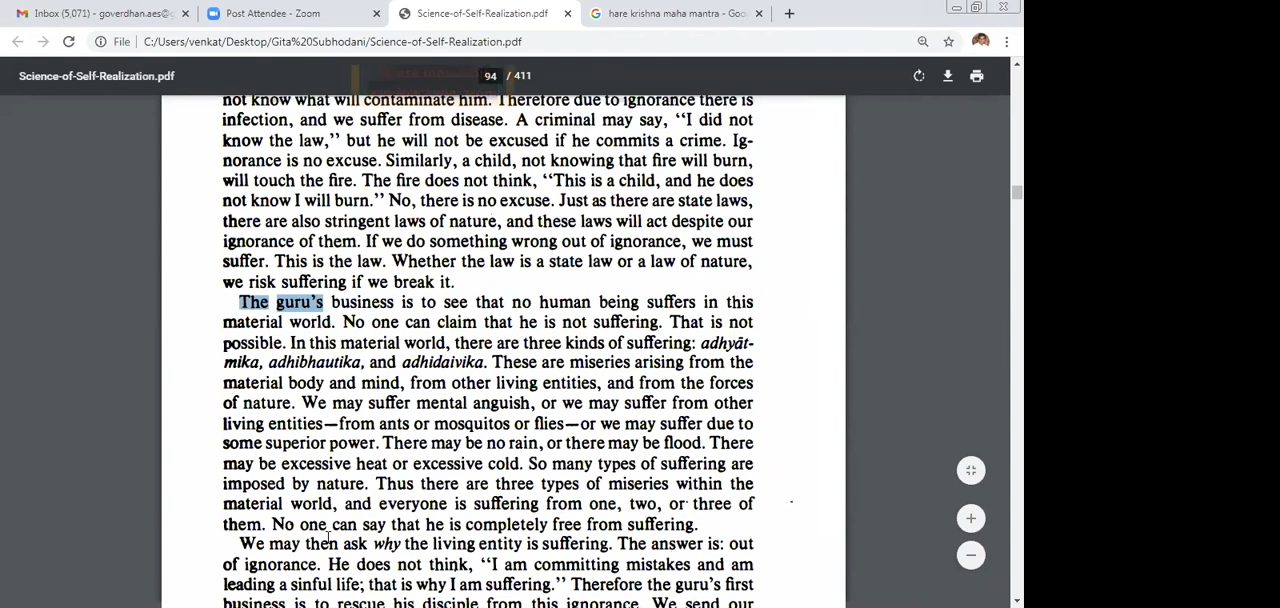 Inbox (5,071) - goverdhan.aes@g
Post Attendee - Zoom
Science-of-Self-Realization.pdf
hare krishna maha mantra - Goo
File
C:/Users/venkat/Desktop/Gita%20Subhodani/Science-of-Self-Realization.pdf
Science-of-Self-Realization.pdf
94 / 411
not know what will contaminate him. Therefore due to ignorance there is
infection, and we suffer from disease. A criminal may say, “I did not
know the law,” but he will not be excused if he commits a crime. Ig-
norance is no excuse. Similarly, a child, not knowing that fire will burn,
will touch the fire. The fire does not think, “This is a child, and he does
not know I will burn.” No, there is no excuse. Just as there are state laws,
there are also stringent laws of nature, and these laws will act despite our
ignorance of them. If we do something wrong out of ignorance, we must
suffer. This is the law. Whether the law is a state law or a law of nature,
we risk suffering if we break it.
The guru’s business is to see that no human being suffers in this
material world. No one can claim that he is not suffering. That is not
possible. In this material world, there are three kinds of suffering: adhyāt-
mika, adhibhautika, and adhidaivika. These are miseries arising from the
material body and mind, from other living entities, and from the forces
of nature. We may suffer mental anguish, or we may suffer from other
living entities—from ants or mosquitos or flies—or we may suffer due to
some superior power. There may be no rain, or there may be flood. There
may be excessive heat or excessive cold. So many types of suffering are
imposed by nature. Thus there are three types of miseries within the
material world, and everyone is suffering from one, two, or three of
them. No one can say that he is completely free from suffering.
We may then ask why the living entity is suffering. The answer is: out
of ignorance. He does not think, “I am committing mistakes and am
leading a sinful life; that is why I am suffering.” Therefore the guru’s first
business is to rescue his disciple from this ignorance. We send our